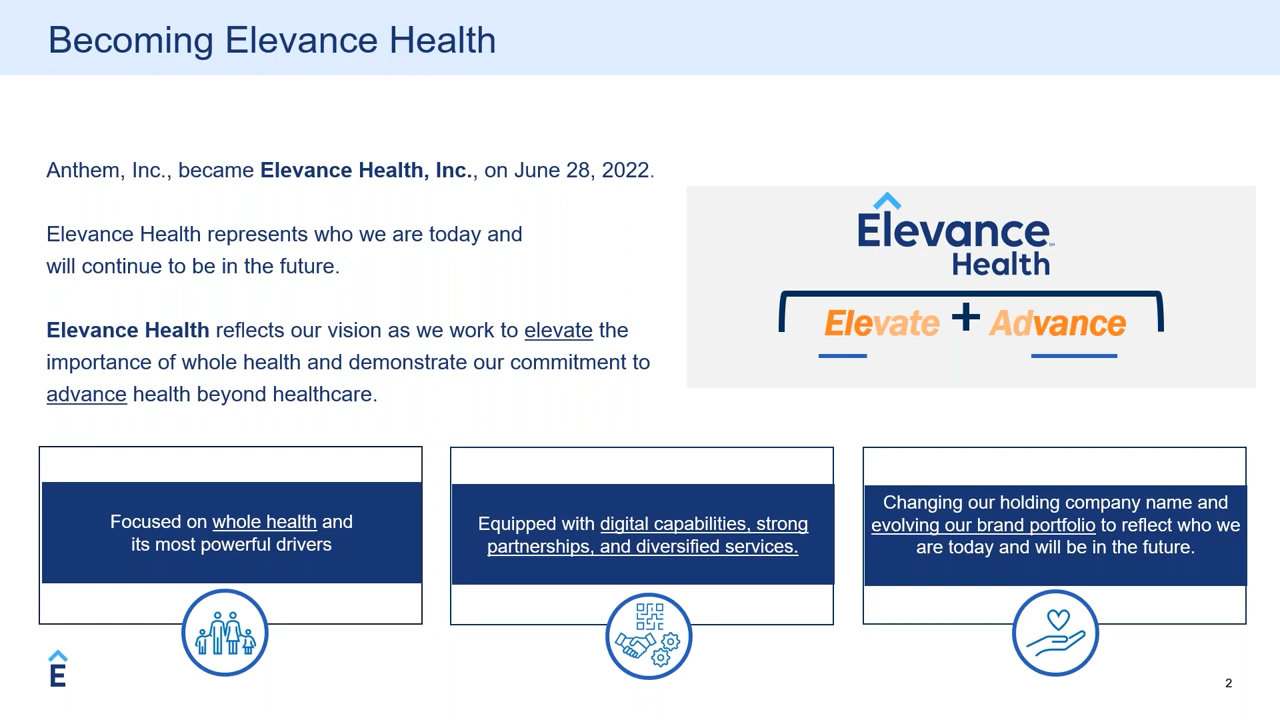 Becoming Elevance Health
Anthem, Inc., became Elevance Health, Inc., on June 28, 2022.
Elevance Health represents who we are today and
will continue to be in the future.
Elevance Health reflects our vision as we work to elevate the
importance of whole health and demonstrate our commitment to
advance health beyond healthcare.
Elevance
Health
Elevate + Advance
Focused on whole health and
its most powerful drivers
Equipped with digital capabilities, strong
partnerships, and diversified services.
Changing our holding company name and
evolving our brand portfolio to reflect who we
are today and will be in the future.
E
2